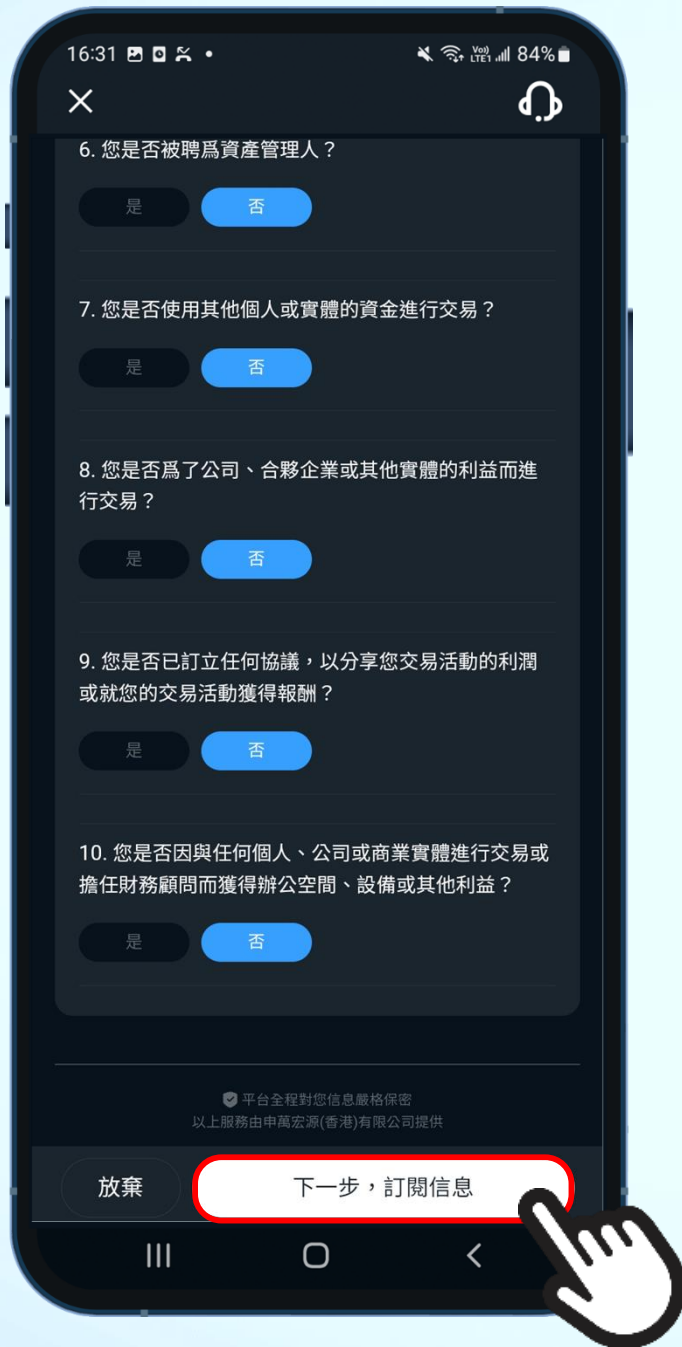 16:31
Vo)) LTE1 84%
6. 您是否被聘爲資產管理人？
是 否
7. 您是否使用其他個人或實體的資金進行交易？
是 否
8. 您是否爲了公司、合夥企業或其他實體的利益而進
行交易？
是 否
9. 您是否已訂立任何協議，以分享您交易活動的利潤
或就您的交易活動獲得報酬？
是 否
10. 您是否因與任何個人、公司或商業實體進行交易或
擔任財務顧問而獲得辦公空間、設備或其他利益？
是 否
平台全程對您信息嚴格保密
以上服務由申萬宏源(香港)有限公司提供
放棄 下一步，訂閱信息